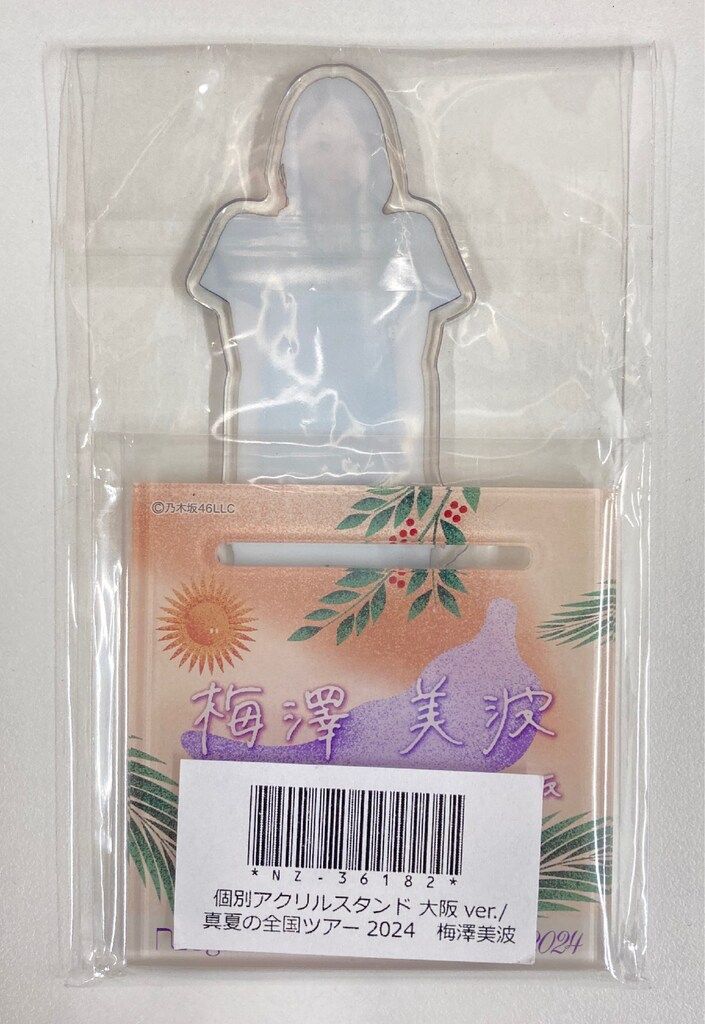 ©乃木坂46LLC
梅澤 美波
阪
*NZ-36182*
個別アクリルスタンド 大阪 ver./
真夏の全国ツアー 2024 梅澤美波
2024